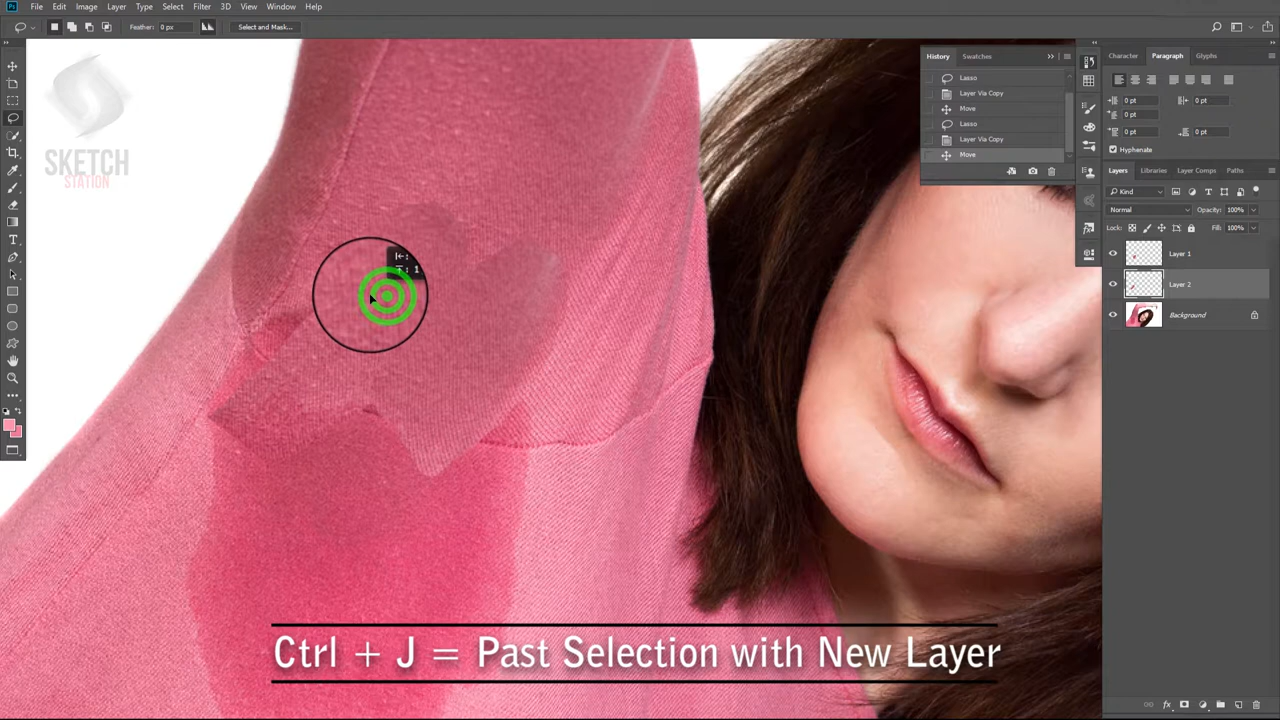 File Edit Image Layer Type Select Filter 3D View Window Help
Feather: 0 px Select and Mask...
History Swatches
Lasso
Layer Via Copy
Move
Lasso
Layer Via Copy
Move
Character Paragraph Glyphs
0 pt 0 pt
0 pt
0 pt 0 pt
Hyphenate
Layers Libraries Layer Comps Paths
Kind
Normal Opacity: 100%
Lock: Fill: 100%
Layer 1
Layer 2
Background
SKETCH
STATION
Ctrl + J = Past Selection with New Layer